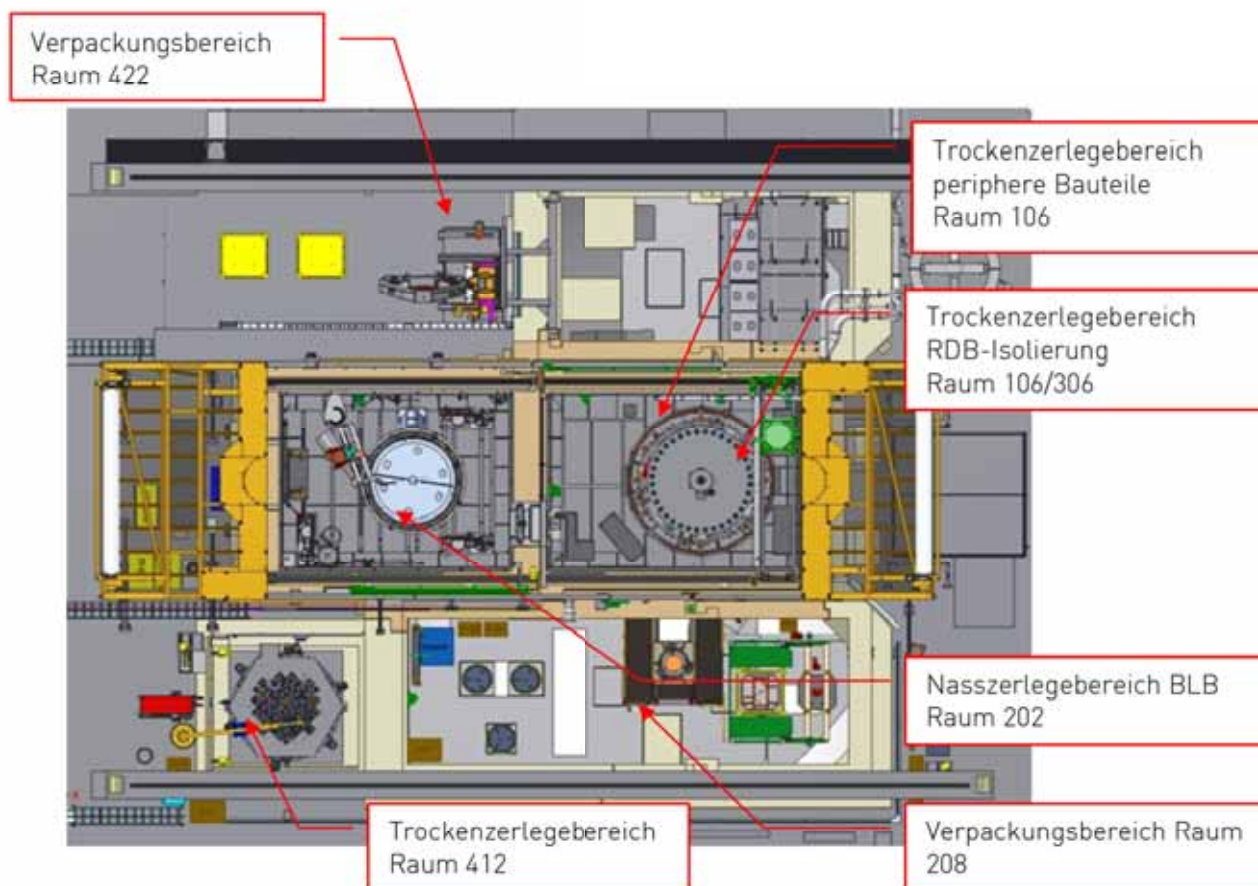 Verpackungsbereich
Raum 422
Trockenzerlegebereich
periphere Bauteile
Raum 106
Trockenzerlegebereich
RDB-Isolierung
Raum 106/306
Nasszerlegebereich BLB
Raum 202
Verpackungsbereich Raum
208
Trockenzerlegebereich
Raum 412